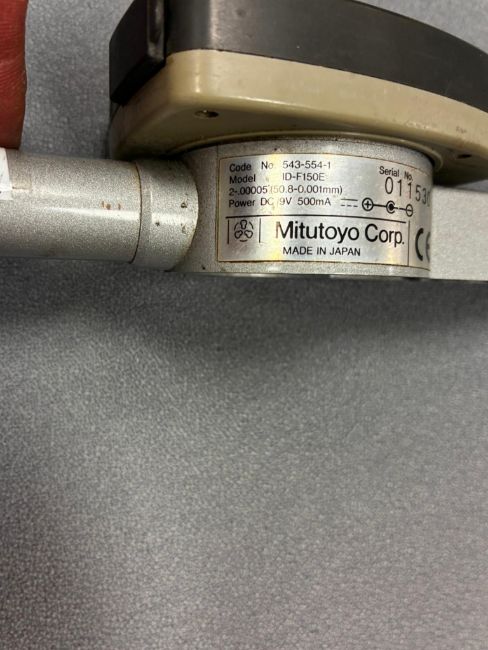 Code No. 543-554-1
Model ID-F150E
Serial No.
2-.00005"(50.8-0.001mm)
Power DC 9V 500mA
Mitutoyo Corp.
MADE IN JAPAN
CE